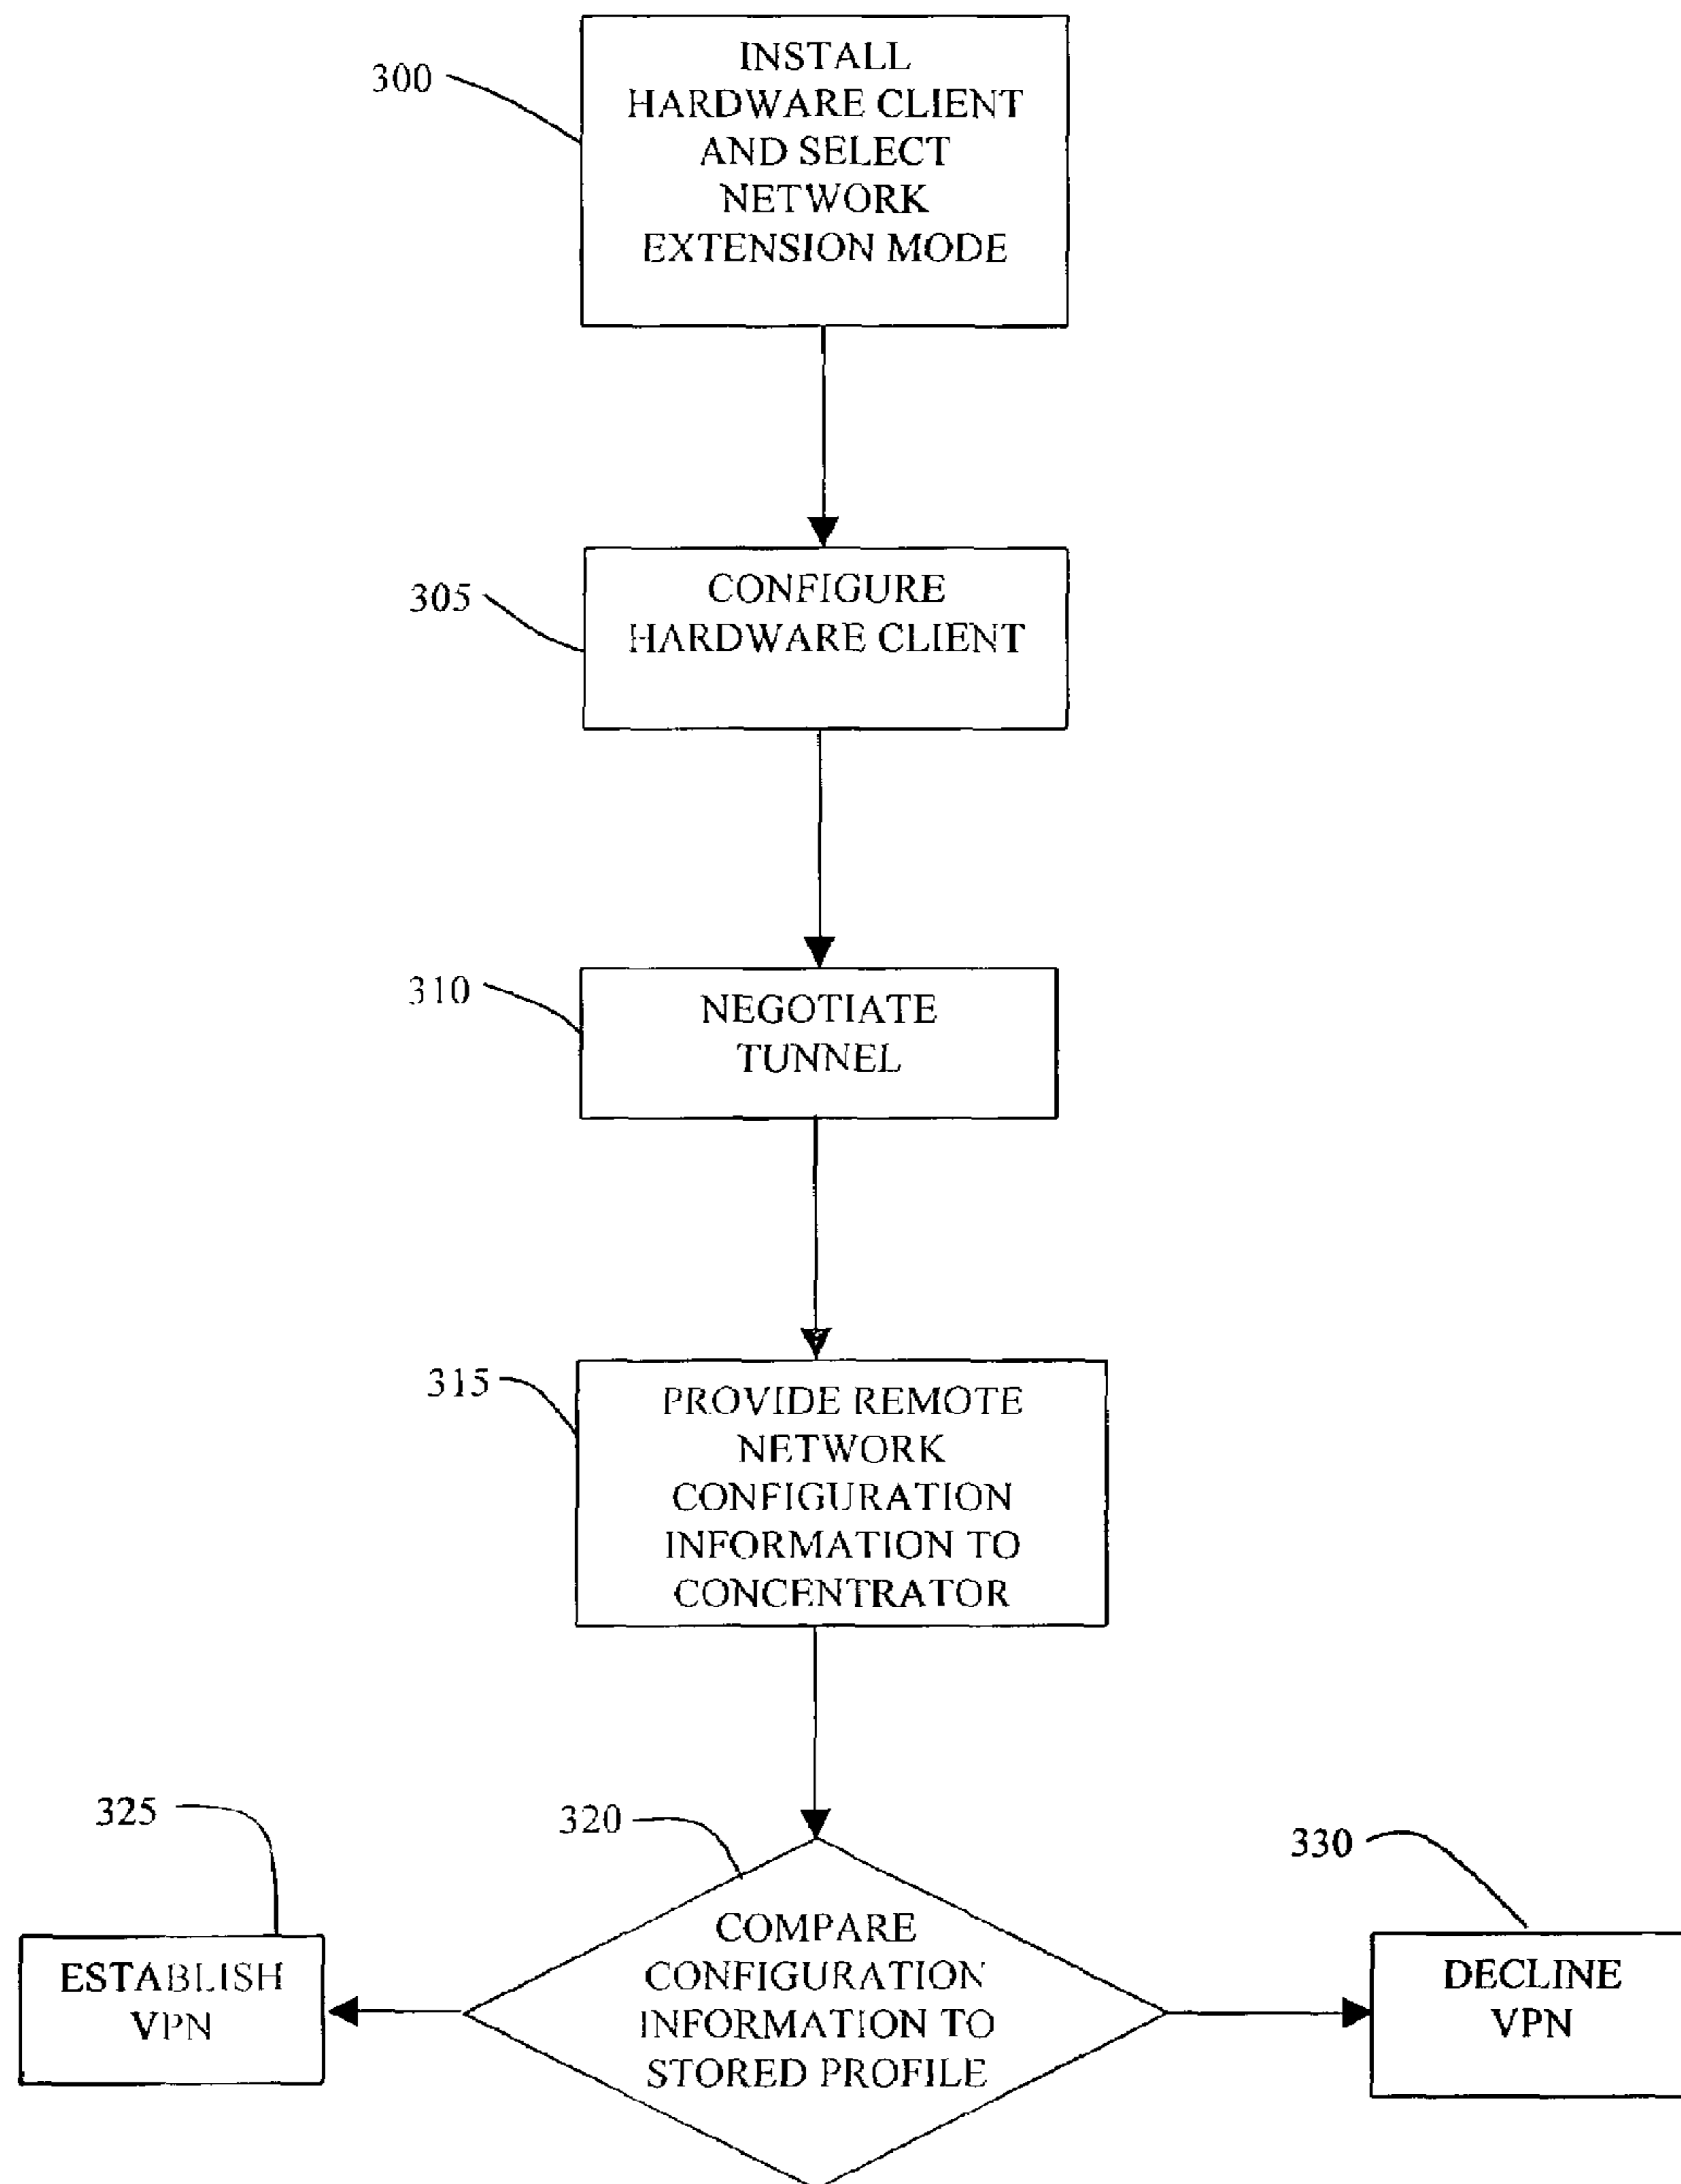 300
INSTALL
HARDWARE CLIENT
AND SELECT
NETWORK
EXTENSION MODE
305
CONFIGURE
HARDWARE CLIENT
310
NEGOTIATE
TUNNEL
315
PROVIDE REMOTE
NETWORK
CONFIGURATION
INFORMATION TO
CONCENTRATOR
325
ESTABLISH
VPN
320
COMPARE
CONFIGURATION
INFORMATION TO
STORED PROFILE
330
DECLINE
VPN